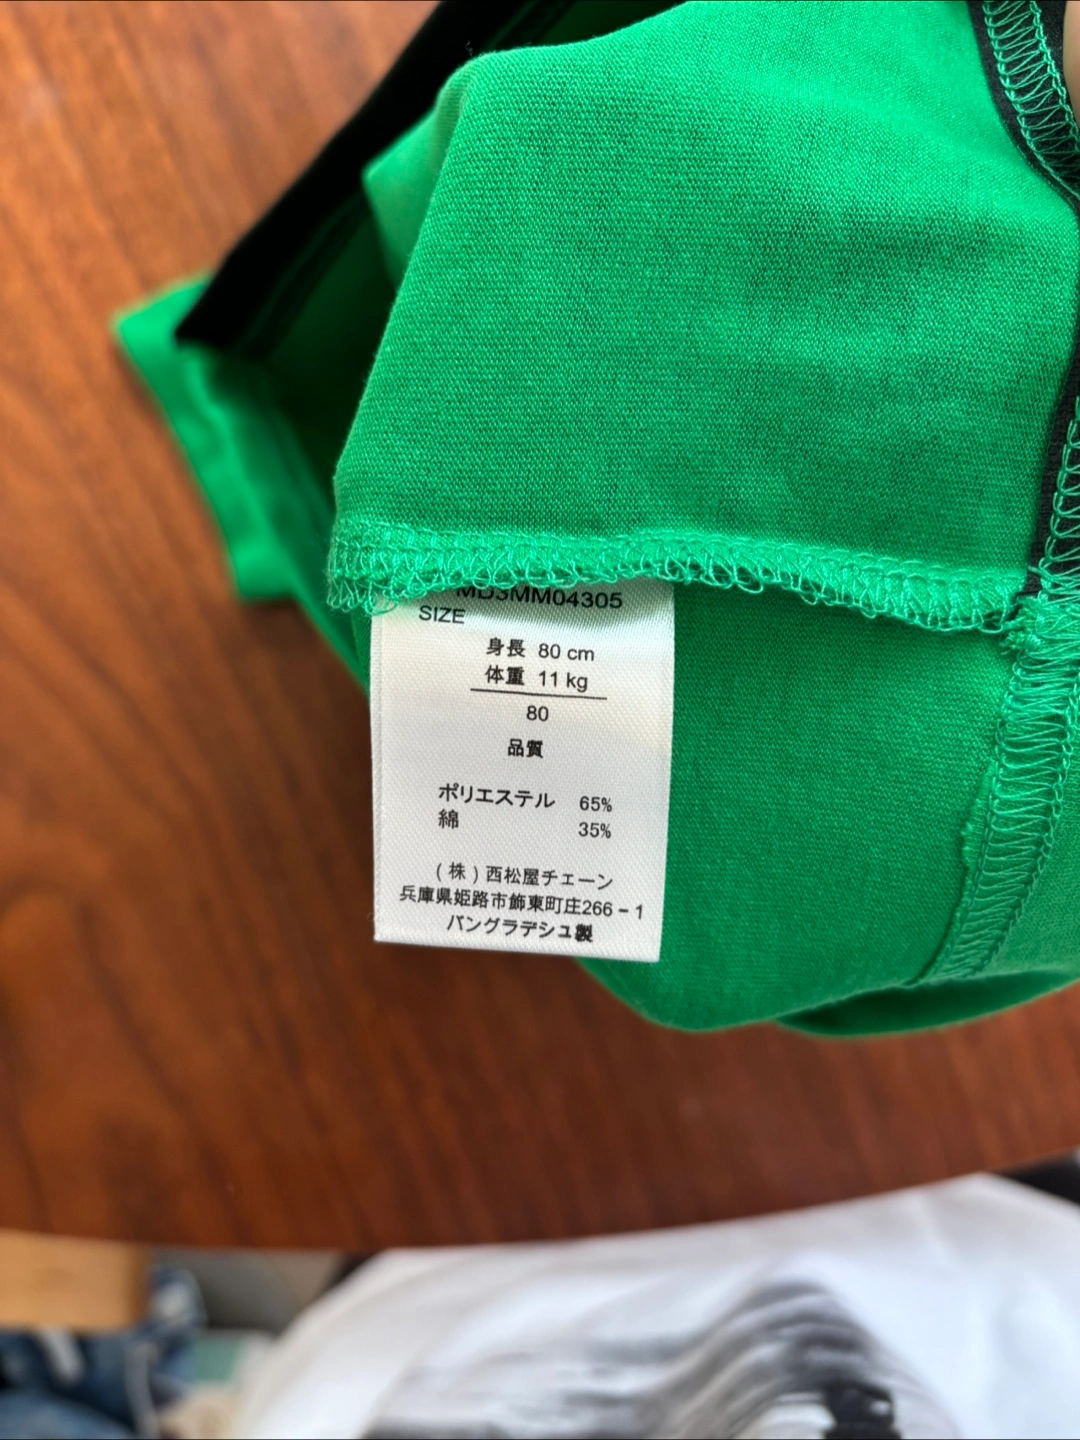 MD3MM04305
SIZE
身長 80 cm
体重 11 kg
80
品質
ポリエステル 65%
綿 35%
(株)西松屋チェーン
兵庫県姫路市飾東町庄266-1
バングラデシュ製